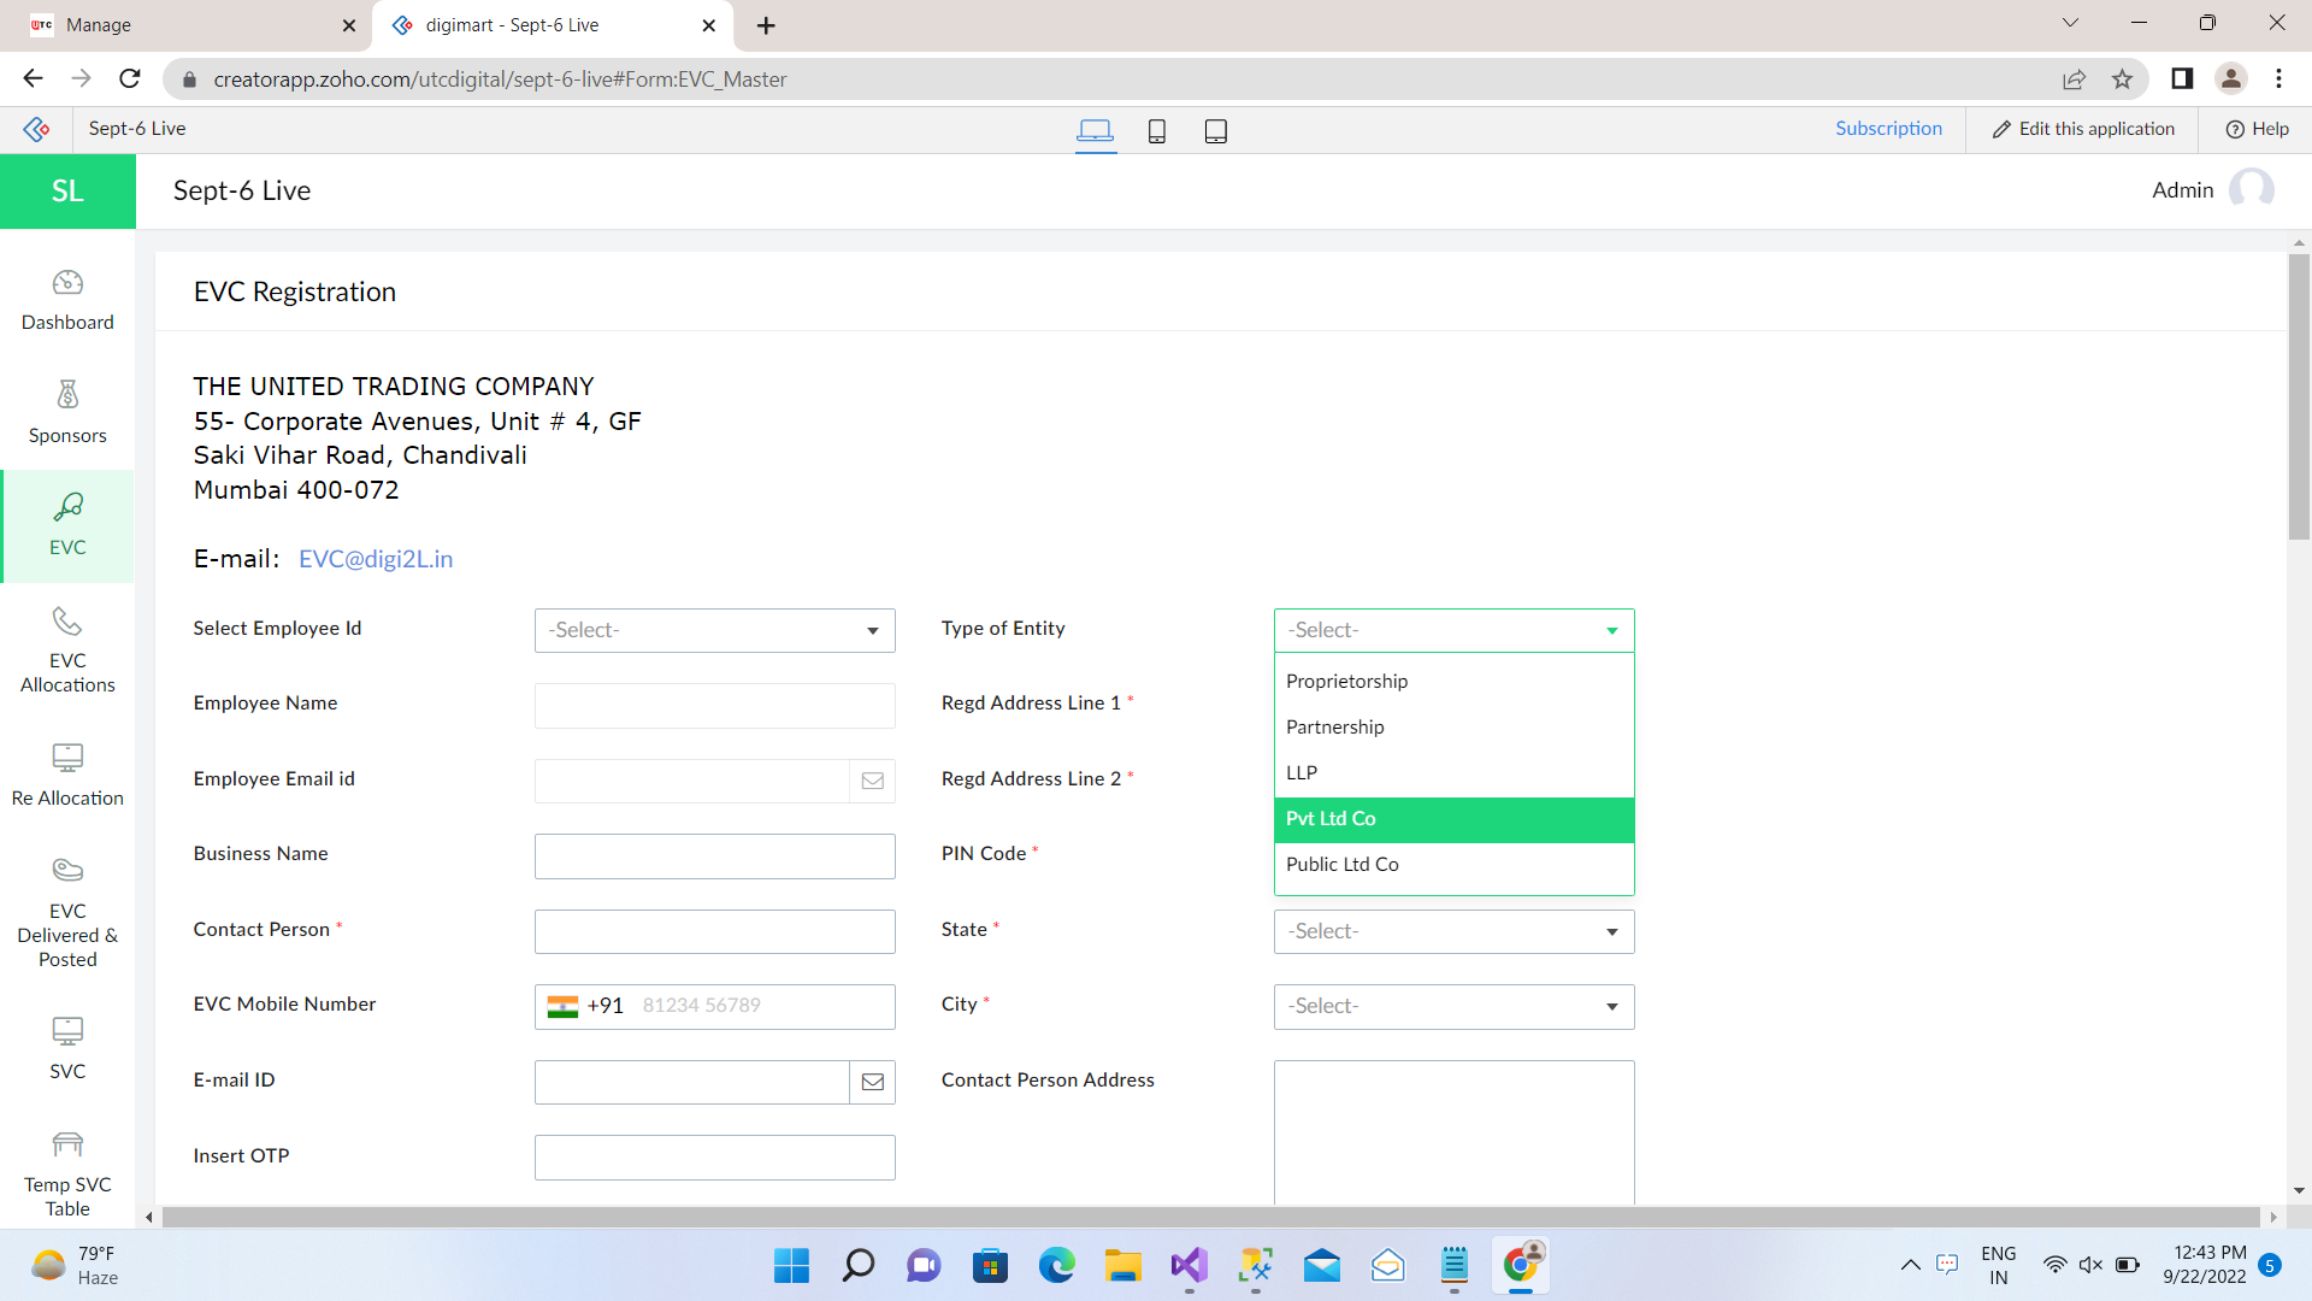 UTC Manage
digimart - Sept-6 Live
creatorapp.zoho.com/utcdigital/sept-6-live#Form:EVC_Master
Sept-6 Live
Subscription
Edit this application
Help
SL
Sept-6 Live
Admin
Dashboard
Sponsors
EVC
EVC
Allocations
Re Allocation
EVC
Delivered &
Posted
SVC
Temp SVC
Table
EVC Registration
THE UNITED TRADING COMPANY
55- Corporate Avenues, Unit # 4, GF
Saki Vihar Road, Chandivali
Mumbai 400-072
E-mail: EVC@digi2L.in
Select Employee Id -Select-
Employee Name
Employee Email id
Business Name
Contact Person *
EVC Mobile Number +91 81234 56789
E-mail ID
Insert OTP
Type of Entity -Select-
Proprietorship
Partnership
LLP
Pvt Ltd Co
Public Ltd Co
Regd Address Line 1 *
Regd Address Line 2 *
PIN Code *
State * -Select-
City * -Select-
Contact Person Address
79°F
Haze
ENG
IN
12:43 PM
9/22/2022
5